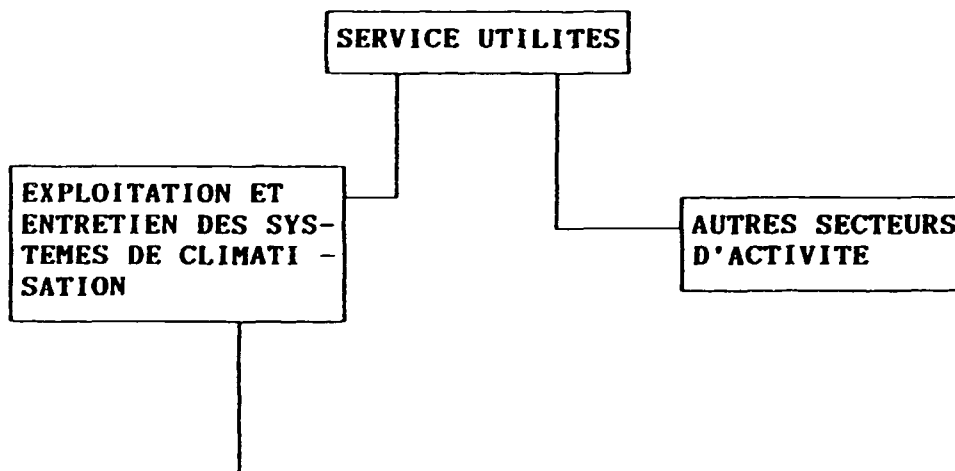 SERVICE UTILITES
EXPLOITATION ET
ENTRETIEN DES SYS-
TEMES DE CLIMATI -
SATION
AUTRES SECTEURS
D'ACTIVITE